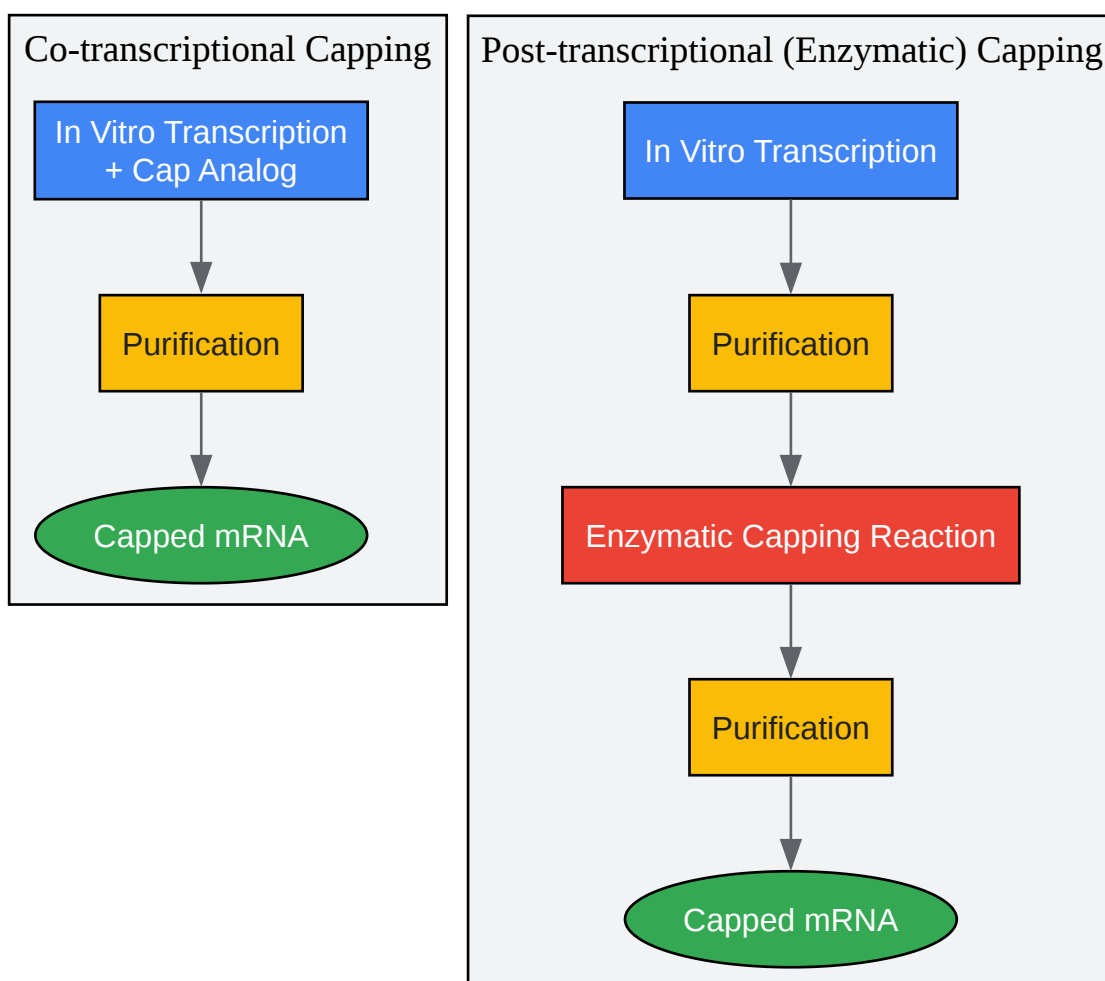 Co-transcriptional Capping
In Vitro Transcription
+ Cap Analog
Purification
Capped mRNA
Post-transcriptional (Enzymatic) Capping
In Vitro Transcription
Purification
Enzymatic Capping Reaction
Purification
Capped mRNA